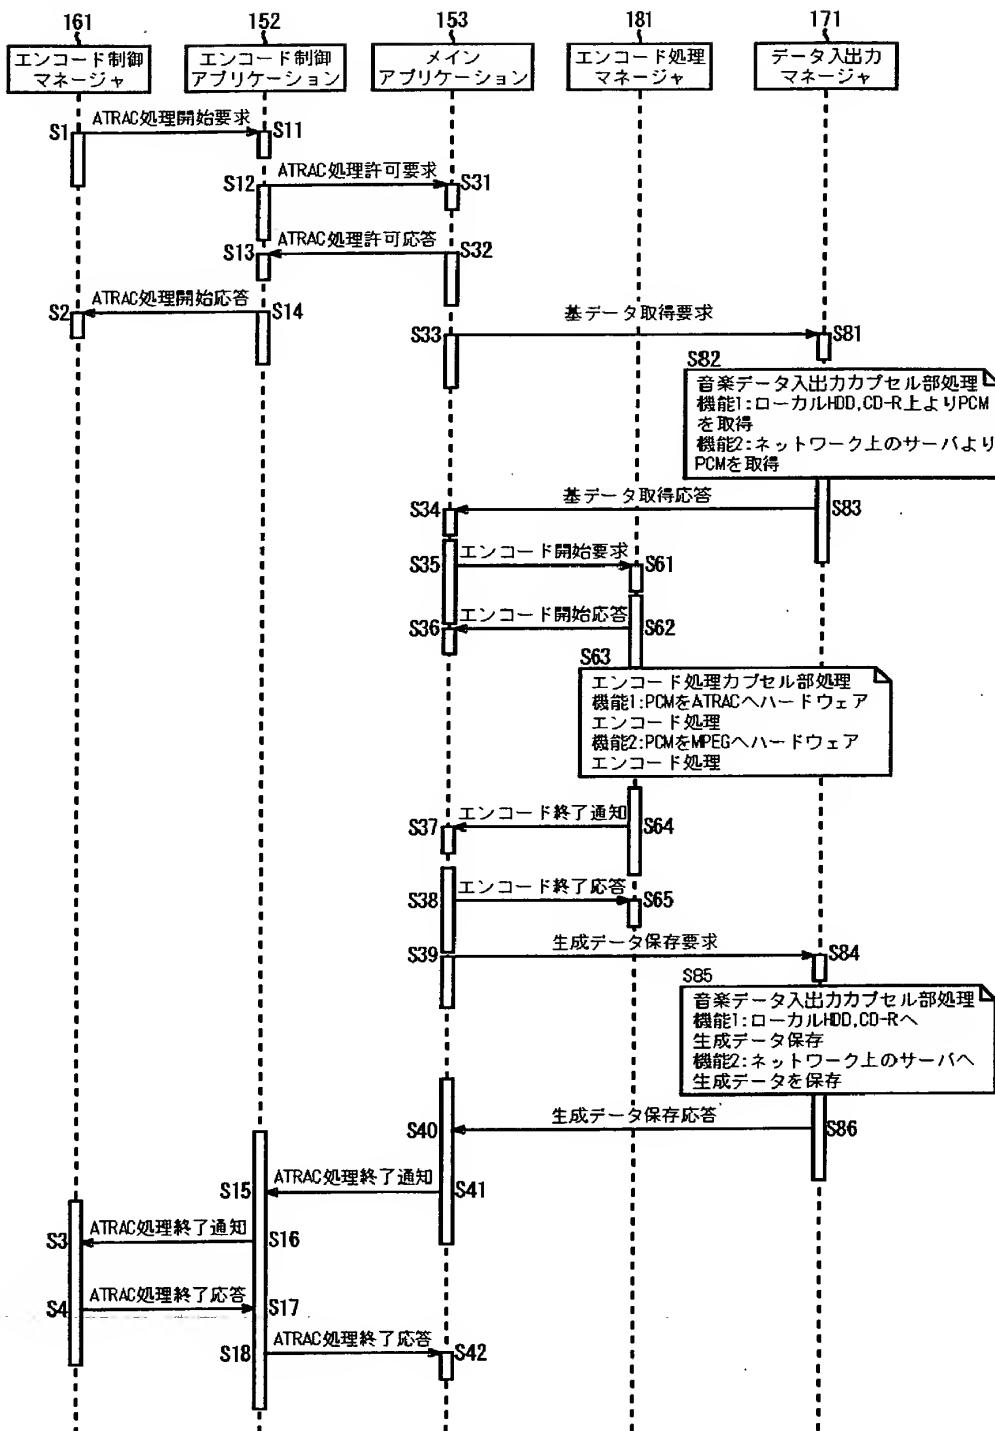 161
152
153
181
171
エンコード制御
マネージャ
エンコード制御
アプリケーション
メイン
アプリケーション
エンコード処理
マネージャ
データ入出力
マネージャ
S1
ATRAC処理開始要求
S11
S12
ATRAC処理許可要求
S31
S13
ATRAC処理許可応答
S32
S2
ATRAC処理開始応答
S14
S33
基データ取得要求
S81
S82
音楽データ入出力カプセル部処理
機能1:ローカルHDD,CD-R上よりPCM
を取得
機能2:ネットワーク上のサーバより
PCMを取得
S34
基データ取得応答
S83
S35
エンコード開始要求
S61
S36
エンコード開始応答
S62
S63
エンコード処理カプセル部処理
機能1:PCMをATRACへハードウェア
エンコード処理
機能2:PCMをMPEGへハードウェア
エンコード処理
S37
エンコード終了通知
S64
S38
エンコード終了応答
S65
S39
生成データ保存要求
S84
S85
音楽データ入出力カプセル部処理
機能1:ローカルHDD,CD-Rへ
生成データ保存
機能2:ネットワーク上のサーバへ
生成データを保存
S40
生成データ保存応答
S86
S15
ATRAC処理終了通知
S41
S3
ATRAC処理終了通知
S16
S4
ATRAC処理終了応答
S17
S18
ATRAC処理終了応答
S42